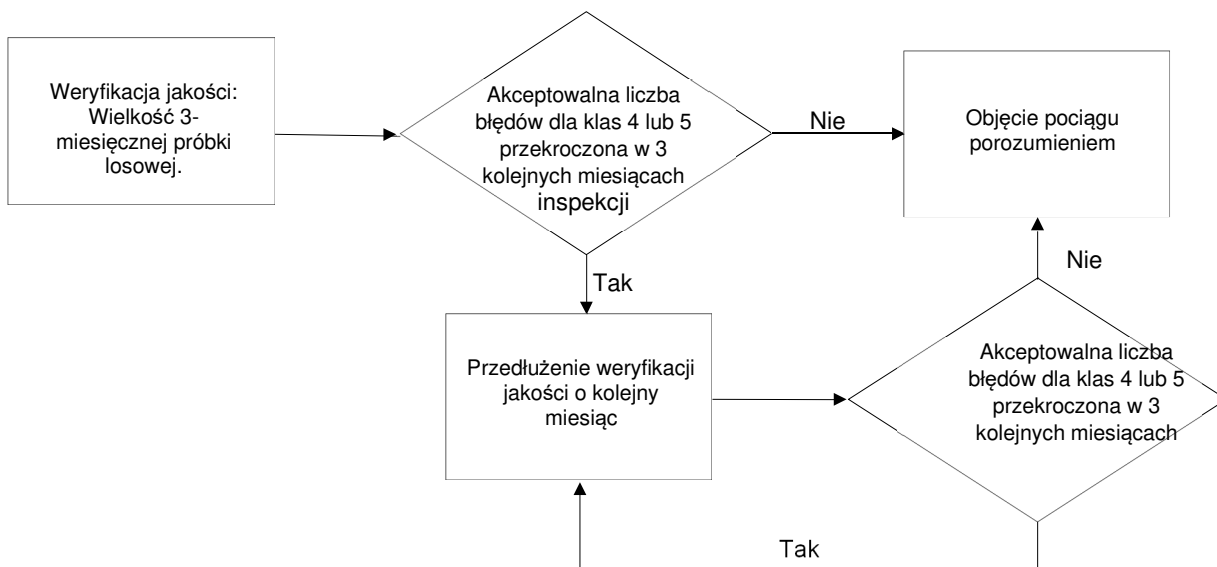 Weryfikacja jakości:
Wielkość 3-
miesięcznej próbki
losowej.
Akceptowalna liczba
błędów dla klas 4 lub 5
przekroczona w 3
kolejnych miesiącach
inspekcji
Nie
Objęcie pociągu
porozumieniem
Tak
Nie
Przedłużenie weryfikacji
jakości o kolejny
miesiąc
Akceptowalna liczba
błędów dla klas 4 lub 5
przekroczona w 3
kolejnych miesiącach
Tak